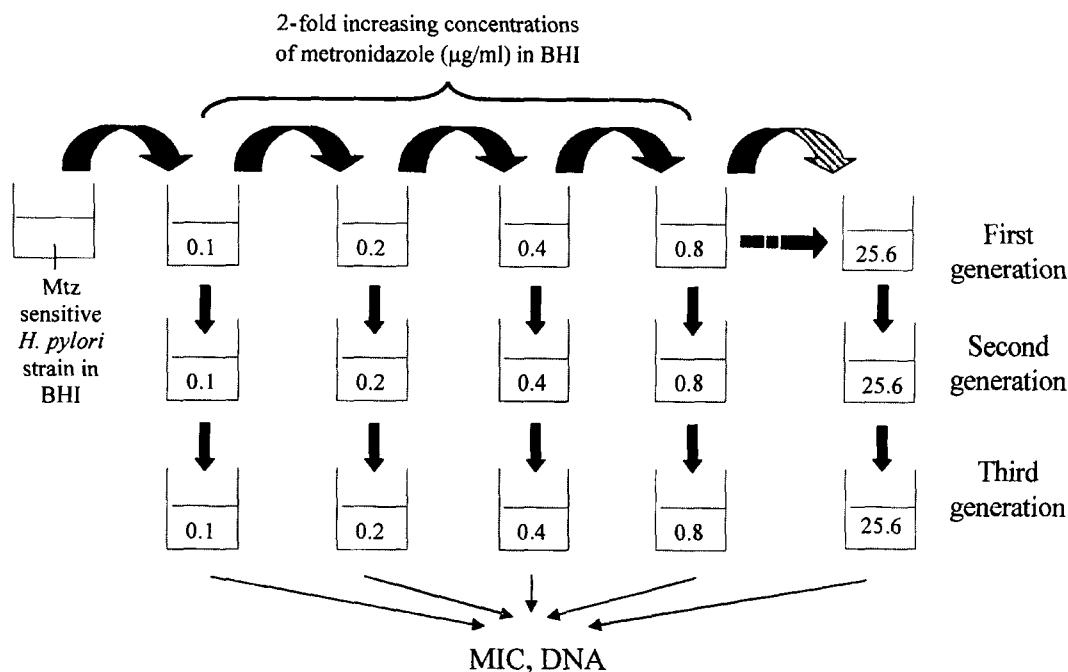 2-fold increasing concentrations
of metronidazole (µg/ml) in BHI
0.1 0.2 0.4 0.8 25.6
First
generation
Mtz
sensitive
H. pylori
strain in
BHI
0.1 0.2 0.4 0.8 25.6
Second
generation
0.1 0.2 0.4 0.8 25.6
Third
generation
MIC, DNA